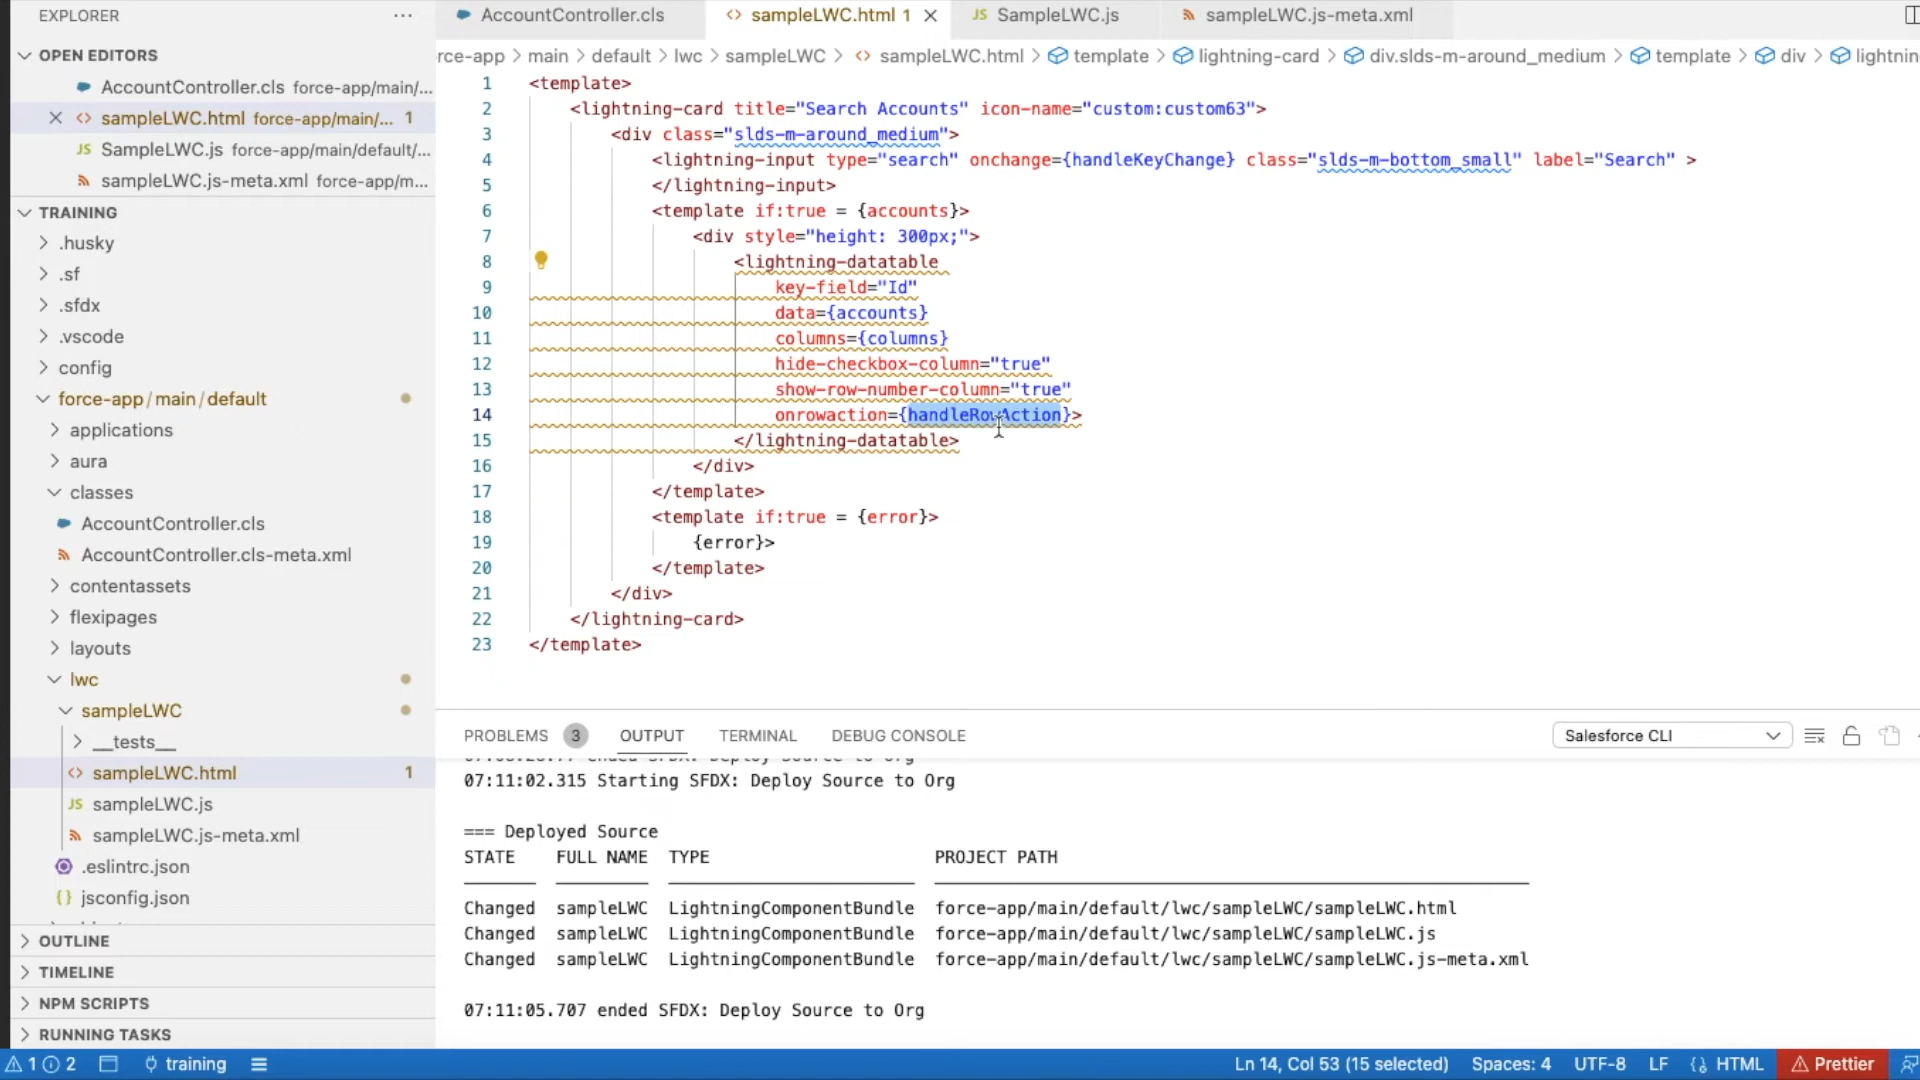 EXPLORER
···
OPEN EDITORS
AccountController.cls force-app/main/...
sampleLWC.html force-app/main/... 1
JS SampleLWC.js force-app/main/default/...
sampleLWC.js-meta.xml force-app/m...
TRAINING
.husky
.sf
.sfdx
.vscode
config
force-app/main/default
applications
aura
classes
AccountController.cls
AccountController.cls-meta.xml
contentassets
flexipages
layouts
lwc
sampleLWC
__tests__
sampleLWC.html 1
JS sampleLWC.js
sampleLWC.js-meta.xml
.eslintrc.json
{} jsconfig.json
OUTLINE
TIMELINE
NPM SCRIPTS
RUNNING TASKS
AccountController.cls
<> sampleLWC.html 1
JS SampleLWC.js
sampleLWC.js-meta.xml
rce-app > main > default > lwc > sampleLWC > <> sampleLWC.html > template > lightning-card > div.slds-m-around_medium > template > div > lightnin
1 <template>
2 <lightning-card title="Search Accounts" icon-name="custom:custom63">
3 <div class="slds-m-around_medium">
4 <lightning-input type="search" onchange={handleKeyChange} class="slds-m-bottom_small" label="Search" >
5 </lightning-input>
6 <template if:true = {accounts}>
7 <div style="height: 300px;">
8 <lightning-datatable
9 key-field="Id"
10 data={accounts}
11 columns={columns}
12 hide-checkbox-column="true"
13 show-row-number-column="true"
14 onrowaction={handleRowAction}>
15 </lightning-datatable>
16 </div>
17 </template>
18 <template if:true = {error}>
19 {error}>
20 </template>
21 </div>
22 </lightning-card>
23 </template>
PROBLEMS 3 OUTPUT TERMINAL DEBUG CONSOLE
Salesforce CLI
07:11:02.315 Starting SFDX: Deploy Source to Org
=== Deployed Source
STATE FULL NAME TYPE PROJECT PATH
Changed sampleLWC LightningComponentBundle force-app/main/default/lwc/sampleLWC/sampleLWC.html
Changed sampleLWC LightningComponentBundle force-app/main/default/lwc/sampleLWC/sampleLWC.js
Changed sampleLWC LightningComponentBundle force-app/main/default/lwc/sampleLWC/sampleLWC.js-meta.xml
07:11:05.707 ended SFDX: Deploy Source to Org
1 2 training
Ln 14, Col 53 (15 selected) Spaces: 4 UTF-8 LF {} HTML Prettier